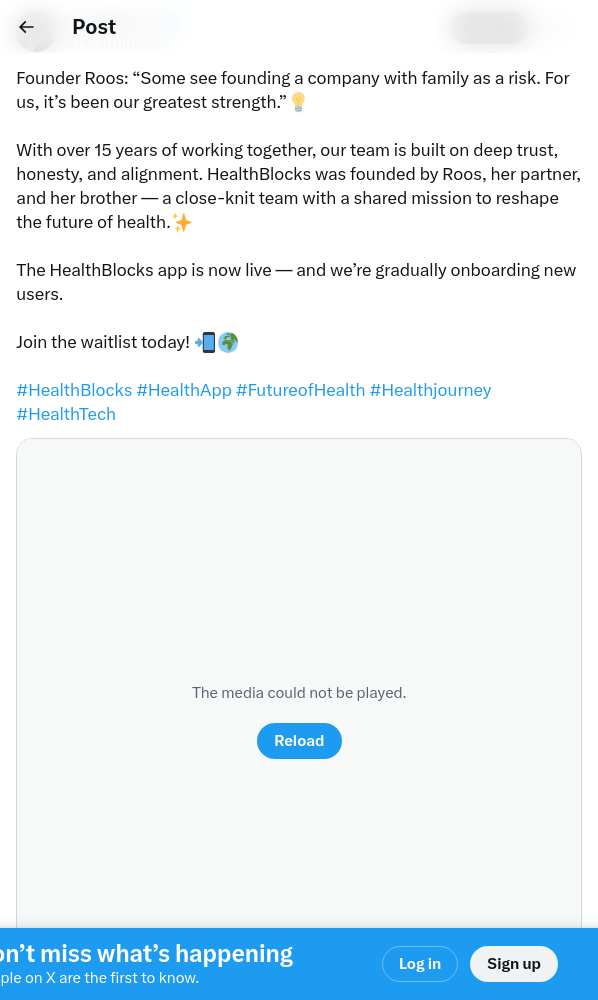 Post
Founder Roos: “Some see founding a company with family as a risk. For
us, it’s been our greatest strength.”💡
With over 15 years of working together, our team is built on deep trust,
honesty, and alignment. HealthBlocks was founded by Roos, her partner,
and her brother — a close-knit team with a shared mission to reshape
the future of health.✨
The HealthBlocks app is now live — and we’re gradually onboarding new
users.
Join the waitlist today! 📲🌍
#HealthBlocks #HealthApp #FutureofHealth #Healthjourney
#HealthTech
The media could not be played.
Reload
on’t miss what’s happening
ple on X are the first to know.
Log in
Sign up